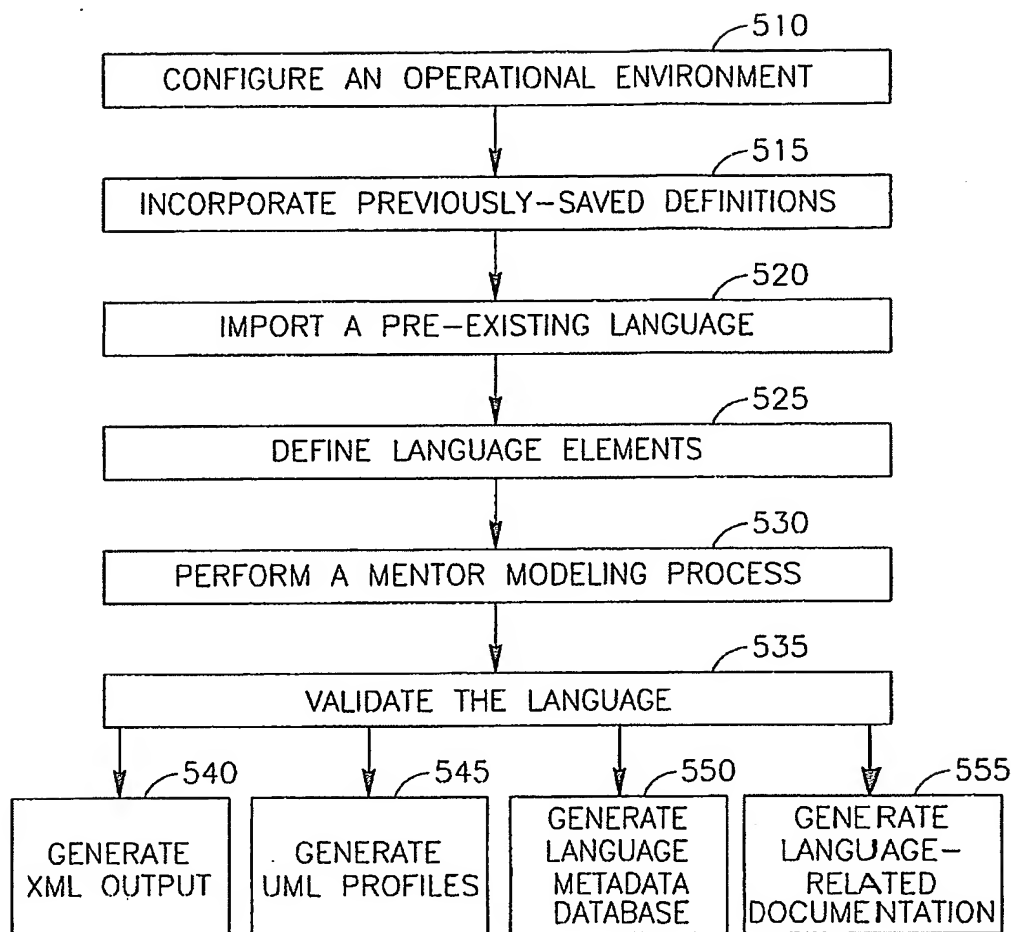 510
CONFIGURE AN OPERATIONAL ENVIRONMENT
515
INCORPORATE PREVIOUSLY-SAVED DEFINITIONS
520
IMPORT A PRE-EXISTING LANGUAGE
525
DEFINE LANGUAGE ELEMENTS
530
PERFORM A MENTOR MODELING PROCESS
535
VALIDATE THE LANGUAGE
540
GENERATE
XML OUTPUT
545
GENERATE
UML PROFILES
550
GENERATE
LANGUAGE
METADATA
DATABASE
555
GENERATE
LANGUAGE-
RELATED
DOCUMENTATION